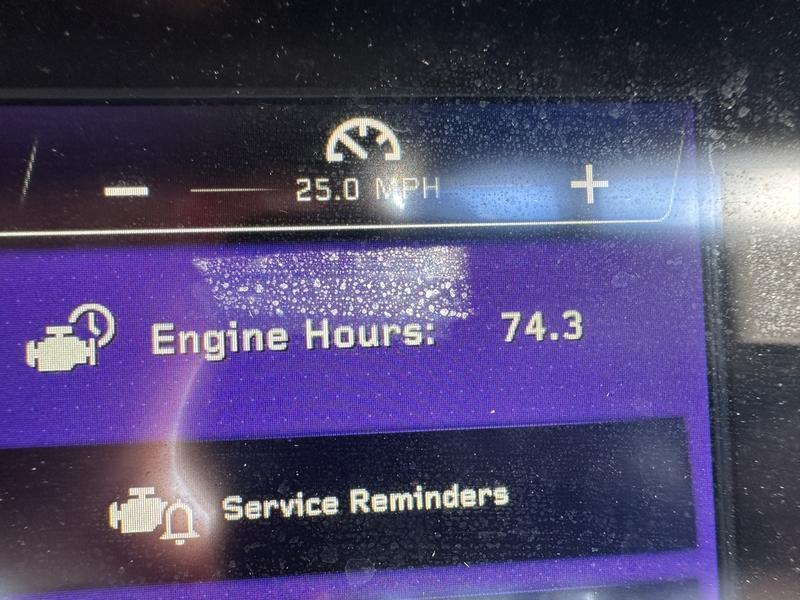 25.0 MPH
Engine Hours: 74.3
Service Reminders